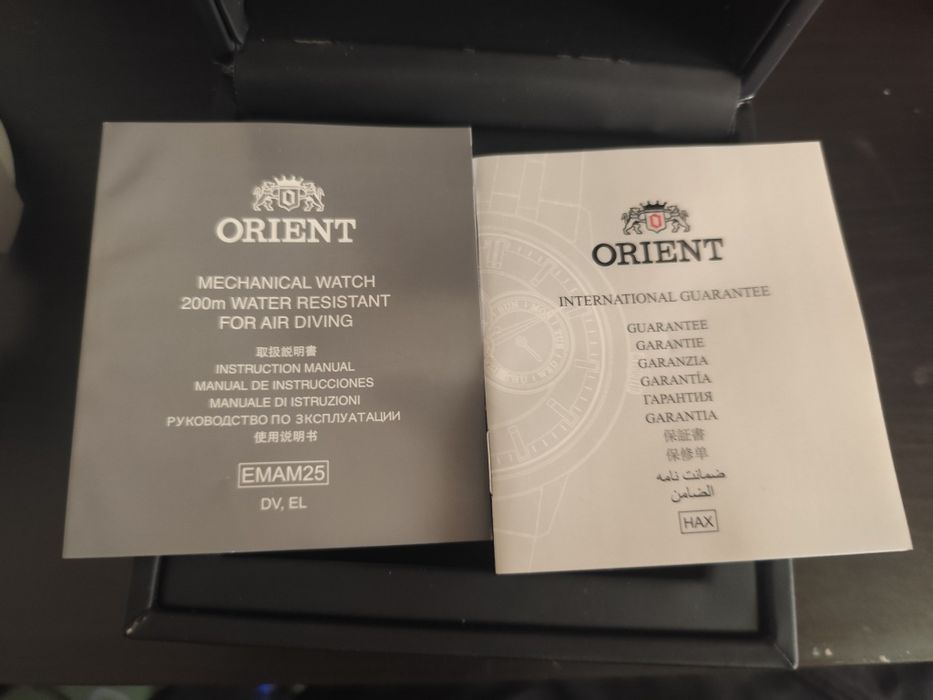 ORIENT
MECHANICAL WATCH
200m WATER RESISTANT
FOR AIR DIVING
取扱説明書
INSTRUCTION MANUAL
MANUAL DE INSTRUCCIONES
MANUALE DI ISTRUZIONI
РУКОВОДСТВО ПО ЭКСПЛУАТАЦИИ
使用说明书
EMAM25
DV, EL
ORIENT
INTERNATIONAL GUARANTEE
GUARANTEE
GARANTIE
GARANZIA
GARANTÍA
ГАРАНТИЯ
GARANTIA
保証書
保修单
ضمانت نامه
الضامن
HAX